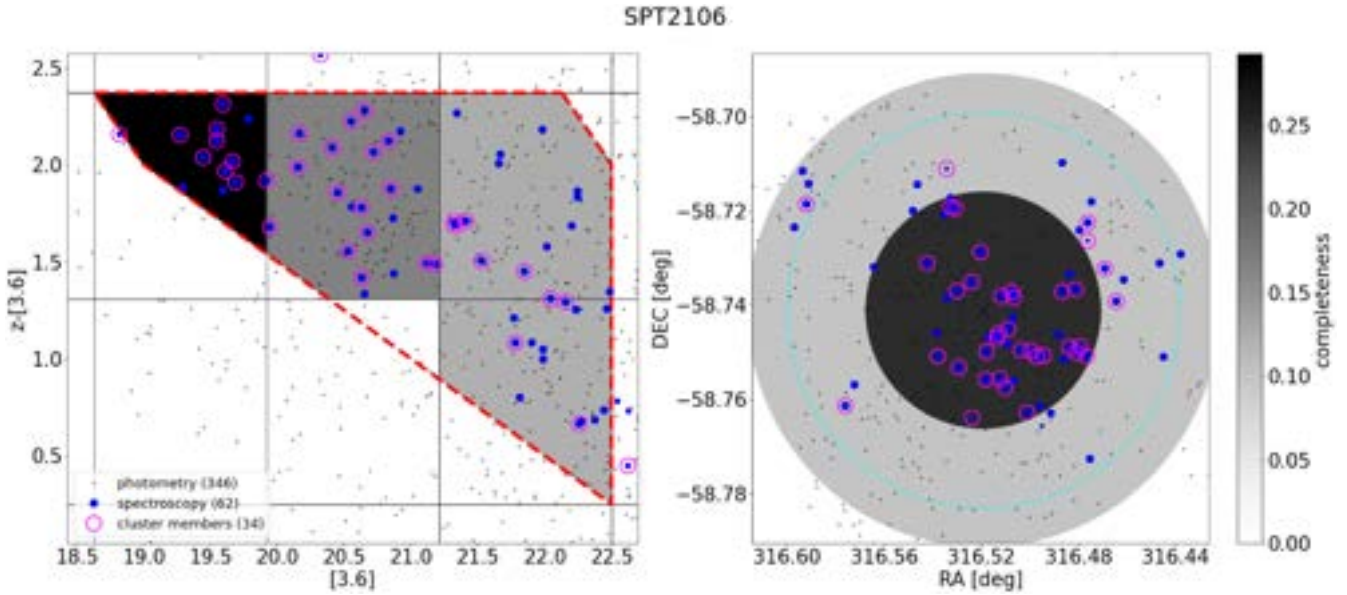 SPT2106
2.5
2.0
1.5
1.0
0.5
z-[3.6]
photometry (346)
spectroscopy (62)
cluster members (34)
18.5 19.0 19.5 20.0 20.5 21.0 21.5 22.0 22.5
[3.6]
−58.70
−58.72
−58.74
−58.76
−58.78
DEC [deg]
316.60 316.56 316.52 316.48 316.44
RA [deg]
0.25
0.20
0.15
0.10
0.05
0.00
completeness